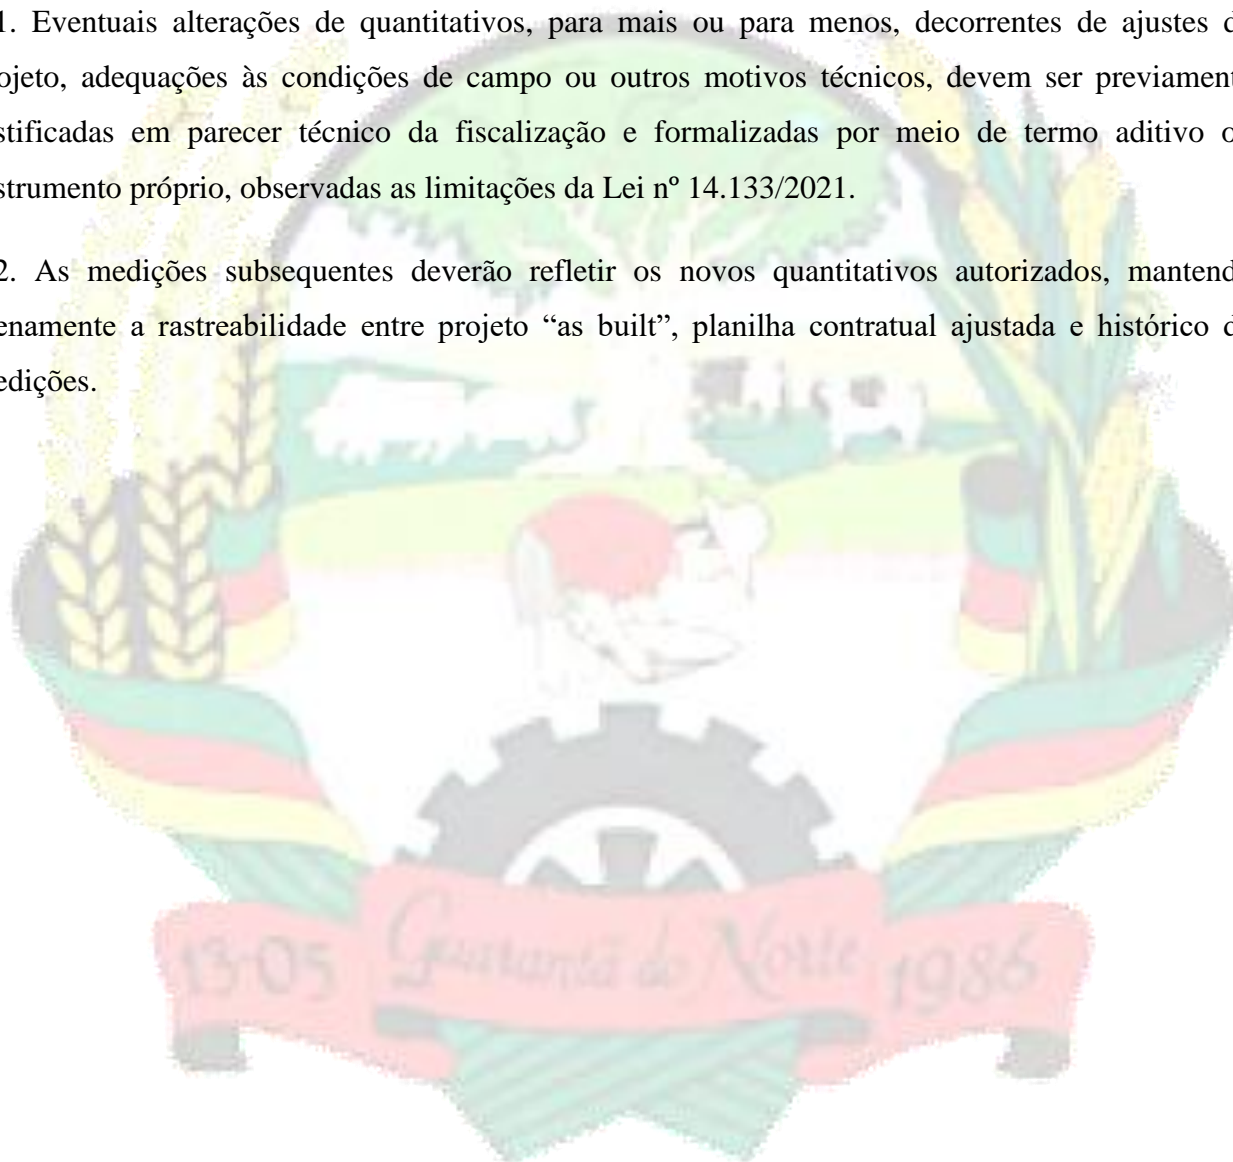 1. Eventuais alterações de quantitativos, para mais ou para menos, decorrentes de ajustes d
ojeto, adequações às condições de campo ou outros motivos técnicos, devem ser previament
stificadas em parecer técnico da fiscalização e formalizadas por meio de termo aditivo o
strumento próprio, observadas as limitações da Lei nº 14.133/2021.
2. As medições subsequentes deverão refletir os novos quantitativos autorizados, mantend
enamente a rastreabilidade entre projeto “as built”, planilha contratual ajustada e histórico d
edições.
13-05 Guarantã do Norte 1986